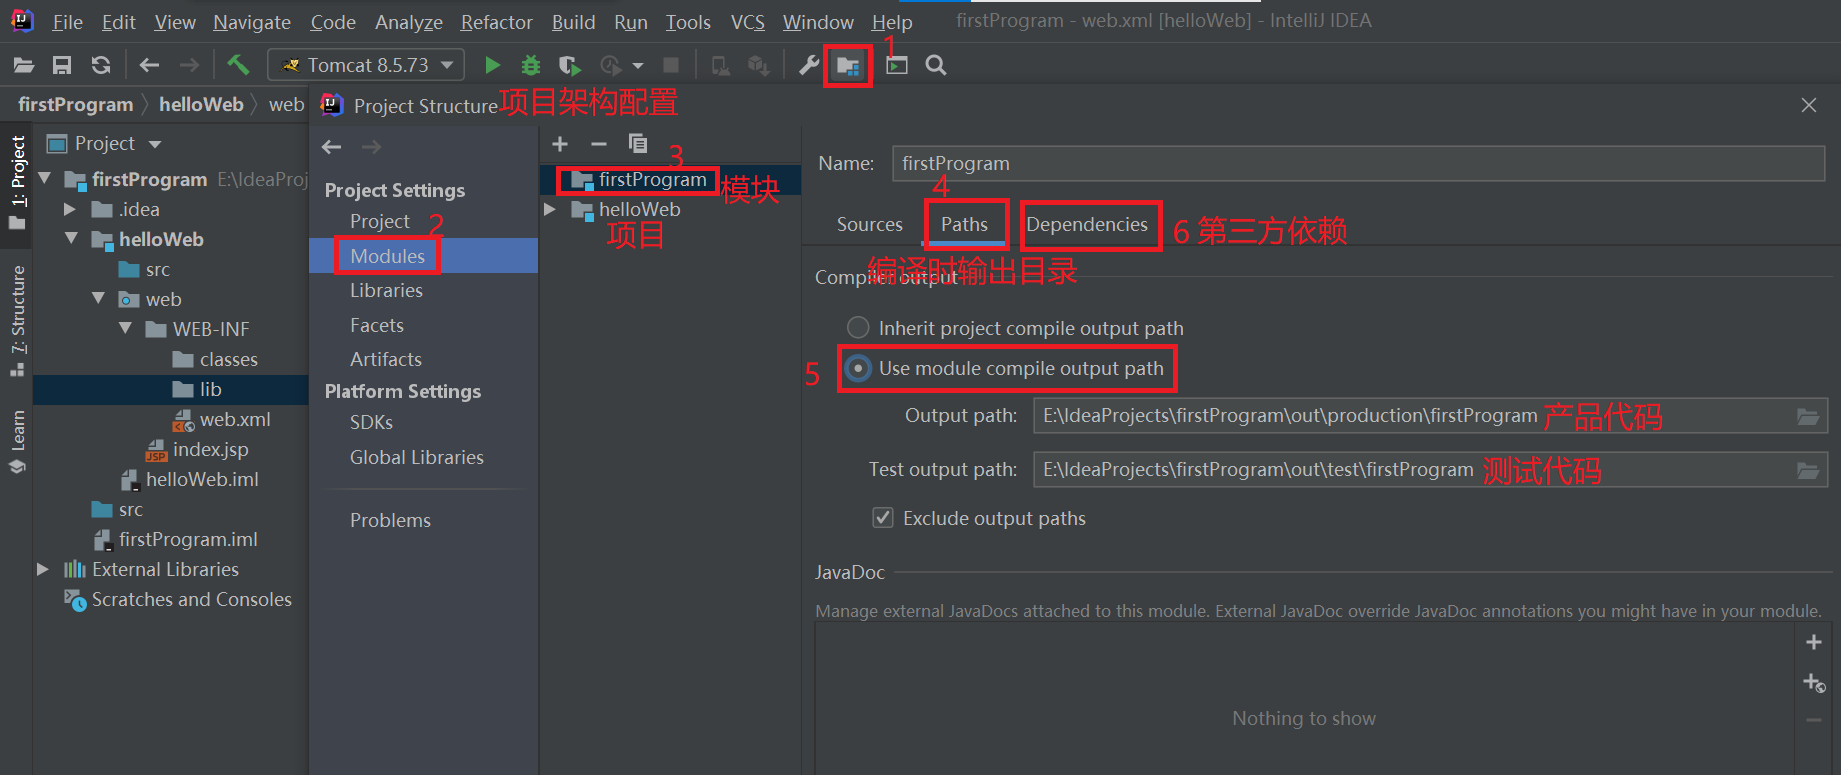 File Edit View Navigate Code Analyze Refactor Build Run Tools VCS Window Help firstProgram - web.xml [helloWeb] - IntelliJ IDEA
Tomcat 8.5.73
1
firstProgram helloWeb web
Project Structure 项目架构配置
1: Project
7: Structure
Learn
Project
firstProgram E:\IdeaProj
.idea
helloWeb
src
web
WEB-INF
classes
lib
web.xml
index.jsp
helloWeb.iml
src
firstProgram.iml
External Libraries
Scratches and Consoles
Project Settings
Project
2
Modules
Libraries
Facets
Artifacts
Platform Settings
SDKs
Global Libraries
Problems
3
firstProgram 模块
helloWeb
项目
Name: firstProgram
4
Sources Paths Dependencies 6 第三方依赖
编译时输出目录
Compiler output
Inherit project compile output path
5 Use module compile output path
Output path: E:\IdeaProjects\firstProgram\out\production\firstProgram 产品代码
Test output path: E:\IdeaProjects\firstProgram\out\test\firstProgram 测试代码
Exclude output paths
JavaDoc
Manage external JavaDocs attached to this module. External JavaDoc override JavaDoc annotations you might have in your module.
Nothing to show